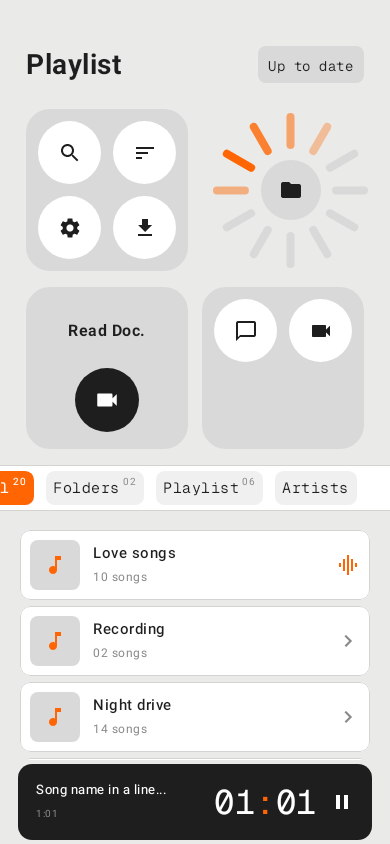 Playlist
Up to date
Read Doc.
l 20
Folders 02
Playlist 06
Artists
Love songs
10 songs
Recording
02 songs
Night drive
14 songs
Song name in a line...
1:01
01:01